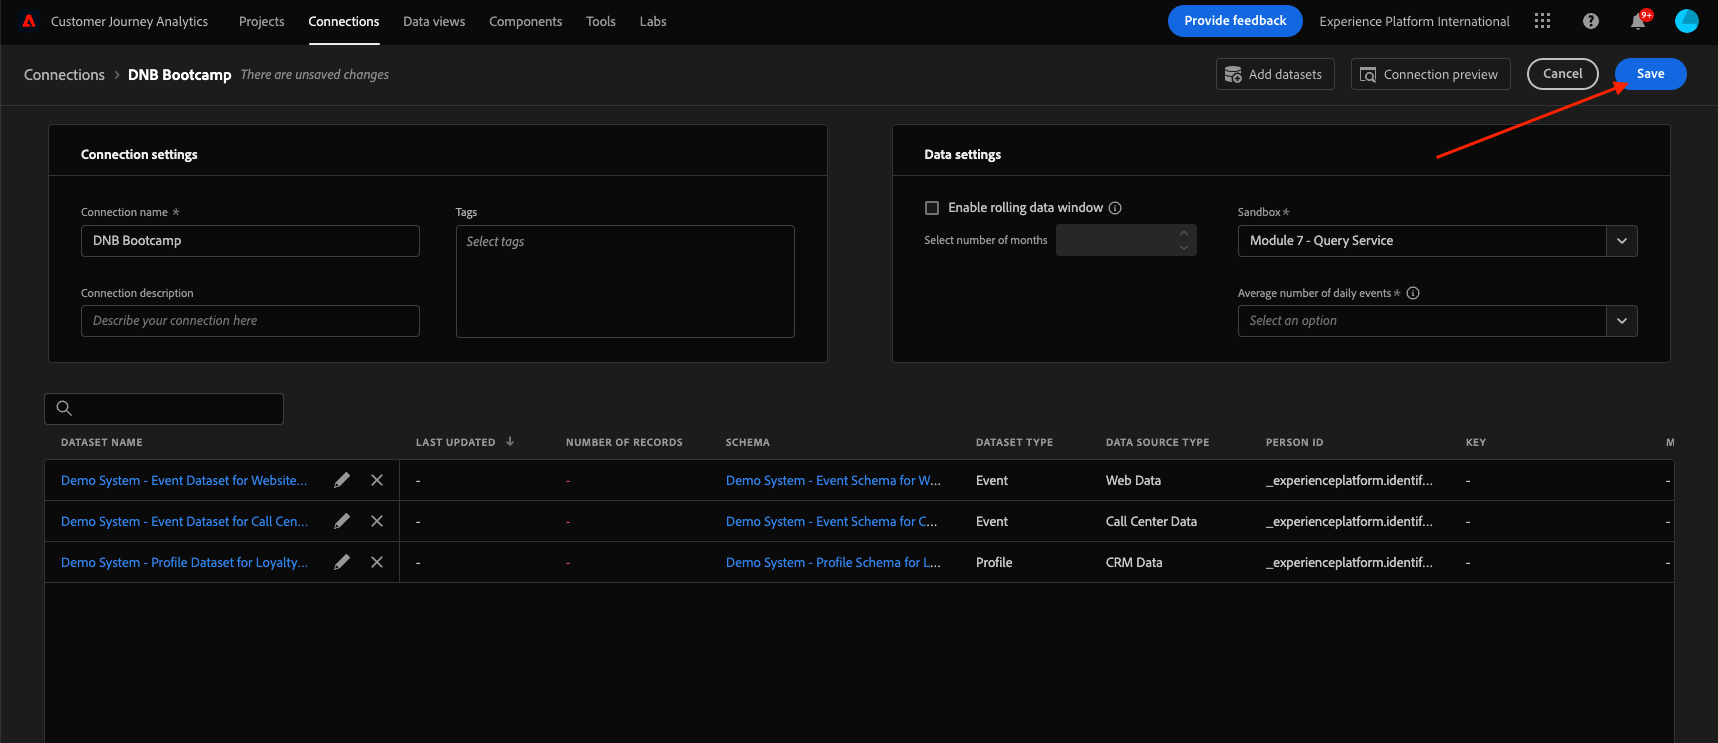 Customer Journey Analytics Projects Connections Data views Components Tools Labs Provide feedback Experience Platform International 9+
Connections > DNB Bootcamp There are unsaved changes Add datasets Connection preview Cancel Save
Connection settings
Connection name *
DNB Bootcamp
Connection description
Describe your connection here
Tags
Select tags
Data settings
Enable rolling data window
Select number of months
Sandbox *
Module 7 - Query Service
Average number of daily events *
Select an option
DATASET NAME LAST UPDATED NUMBER OF RECORDS SCHEMA DATASET TYPE DATA SOURCE TYPE PERSON ID KEY M
Demo System - Event Dataset for Website... - - Demo System - Event Schema for W... Event Web Data _experienceplatform.identif... - -
Demo System - Event Dataset for Call Cen... - - Demo System - Event Schema for C... Event Call Center Data _experienceplatform.identif... - -
Demo System - Profile Dataset for Loyalty... - - Demo System - Profile Schema for L... Profile CRM Data _experienceplatform.identif... - -